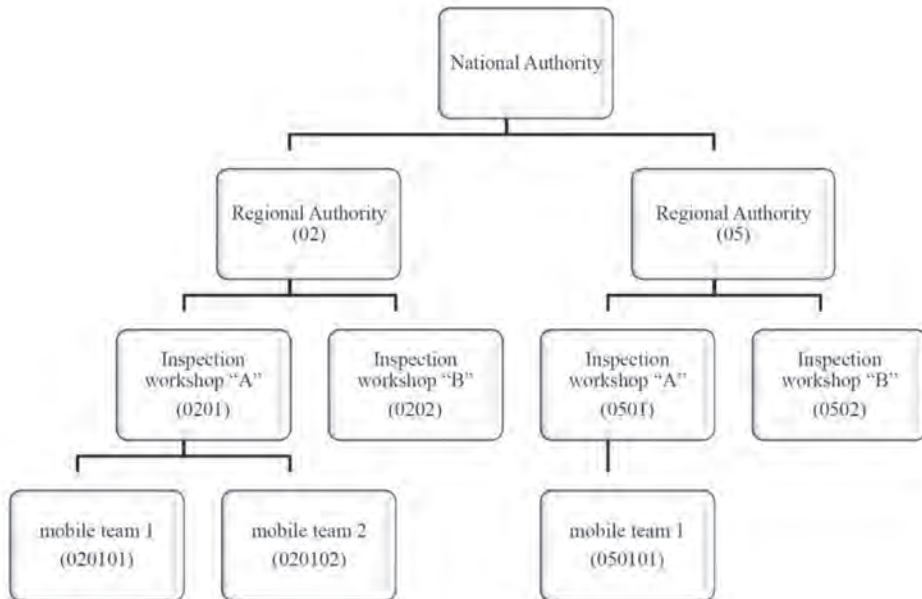 National Authority
Regional Authority
(02)
Regional Authority
(05)
Inspection
workshop “A”
(0201)
Inspection
workshop “B”
(0202)
Inspection
workshop “A”
(0501)
Inspection
workshop “B”
(0502)
mobile team 1
(020101)
mobile team 2
(020102)
mobile team 1
(050101)